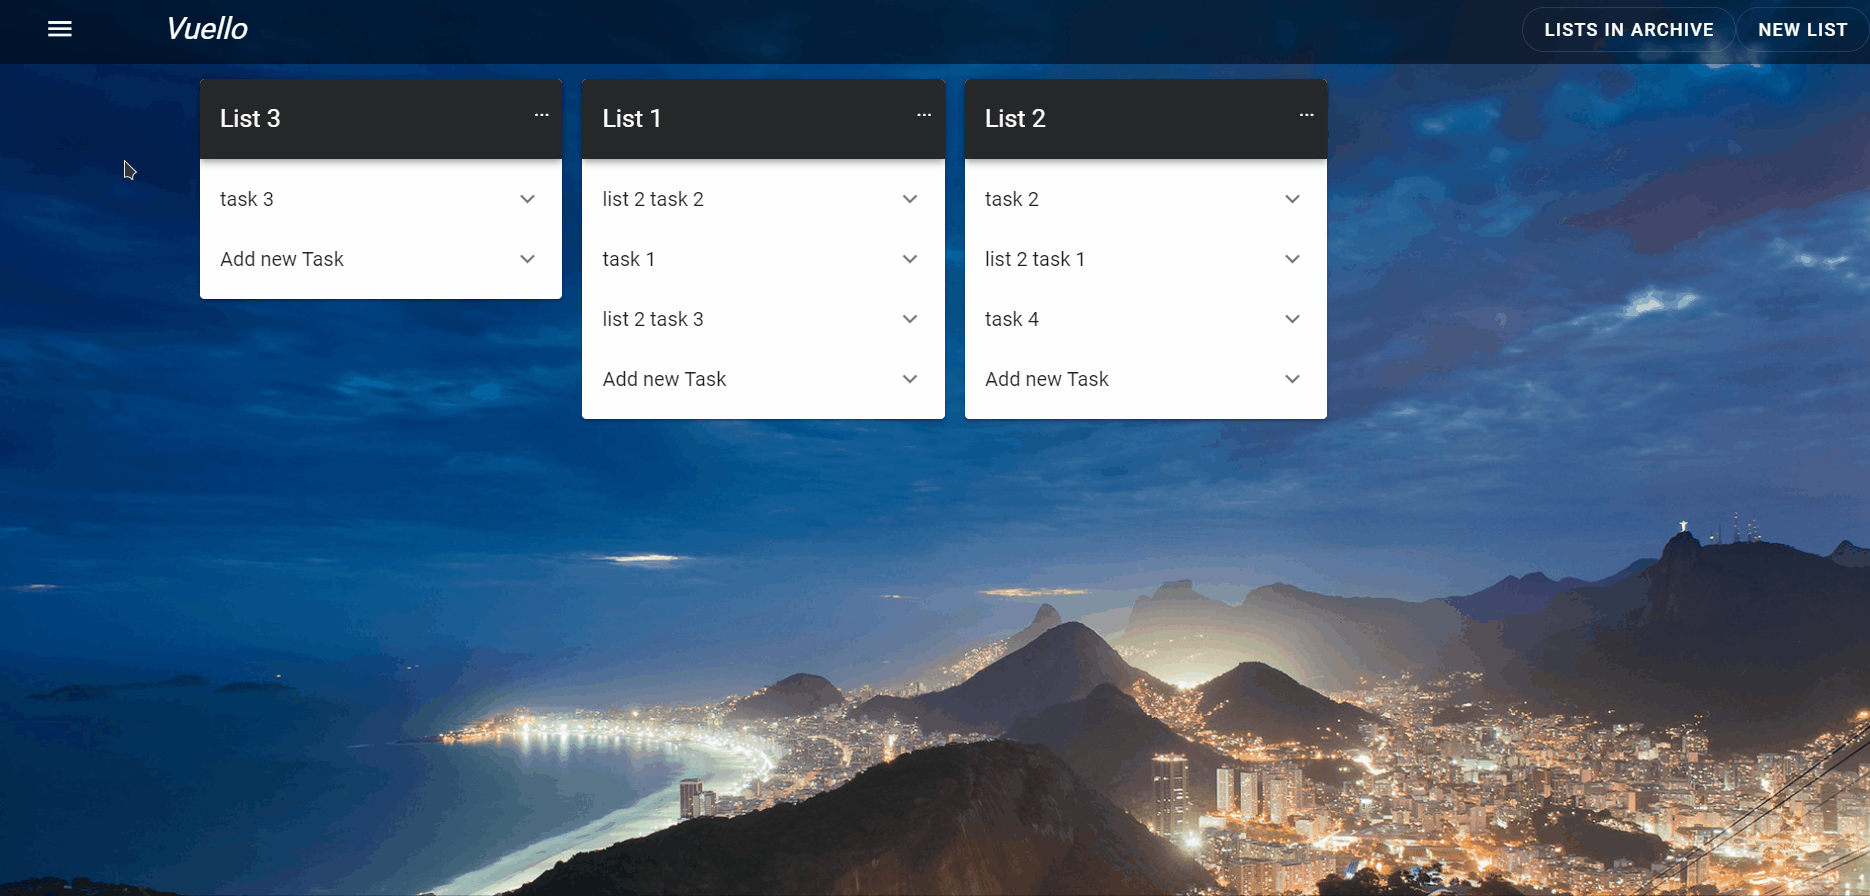 Vuello
LISTS IN ARCHIVE
NEW LIST
List 3
...
task 3
Add new Task
List 1
...
list 2 task 2
task 1
list 2 task 3
Add new Task
List 2
...
task 2
list 2 task 1
task 4
Add new Task